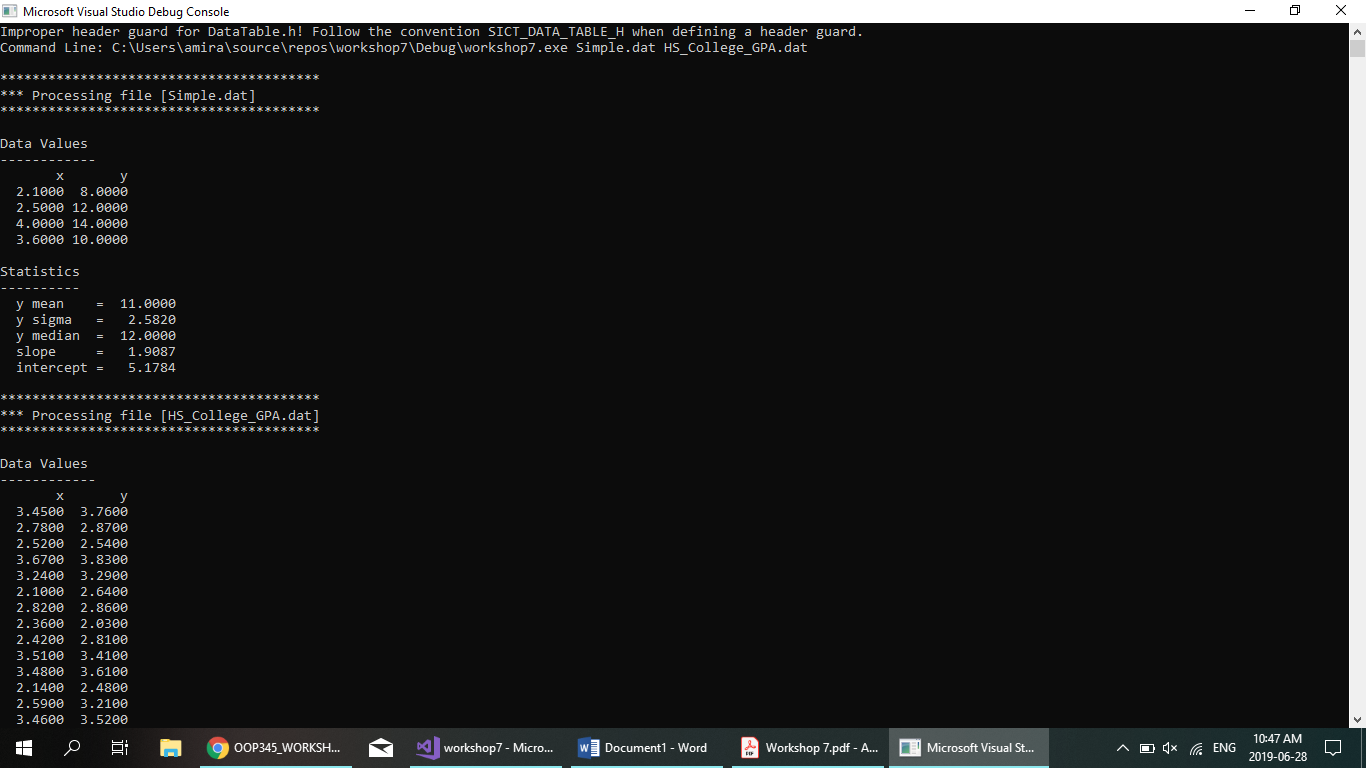 Microsoft Visual Studio Debug Console
Improper header guard for DataTable.h! Follow the convention SICT_DATA_TABLE_H when defining a header guard.
Command Line: C:\Users\amira\source\repos\workshop7\Debug\workshop7.exe Simple.dat HS_College_GPA.dat
****************************************
*** Processing file [Simple.dat]
****************************************
Data Values
------------
x y
2.1000 8.0000
2.5000 12.0000
4.0000 14.0000
3.6000 10.0000
Statistics
----------
y mean = 11.0000
y sigma = 2.5820
y median = 12.0000
slope = 1.9087
intercept = 5.1784
****************************************
*** Processing file [HS_College_GPA.dat]
****************************************
Data Values
------------
x y
3.4500 3.7600
2.7800 2.8700
2.5200 2.5400
3.6700 3.8300
3.2400 3.2900
2.1000 2.6400
2.8200 2.8600
2.3600 2.0300
2.4200 2.8100
3.5100 3.4100
3.4800 3.6100
2.1400 2.4800
2.5900 3.2100
3.4600 3.5200
OOP345_WORKSH... workshop7 - Micro... Document1 - Word Workshop 7.pdf - A... Microsoft Visual St... ENG 10:47 AM
2019-06-28